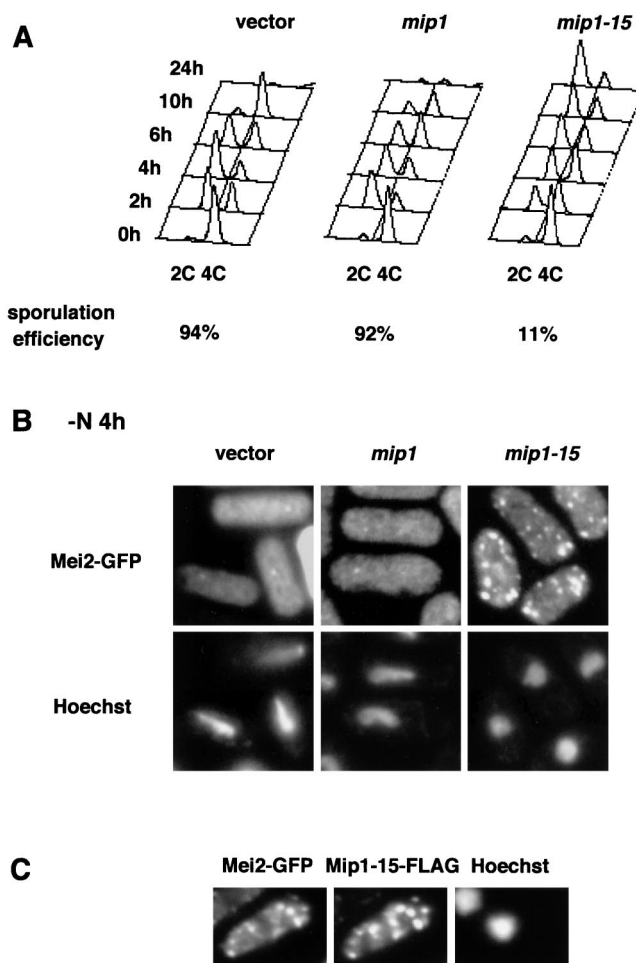 A
vector mip1 mip1-15
24h
10h
6h
4h
2h
0h
2C 4C 2C 4C 2C 4C
sporulation
efficiency
94% 92% 11%
B -N 4h
vector mip1 mip1-15
Mei2-GFP
Hoechst
C
Mei2-GFP Mip1-15-FLAG Hoechst